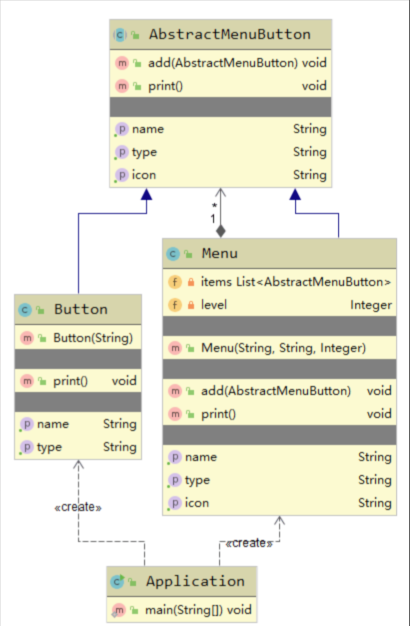 AbstractMenuButton
add(AbstractMenuButton) void
print() void
name String
type String
icon String
*
1
Menu
items List<AbstractMenuButton>
level Integer
Menu(String, String, Integer)
add(AbstractMenuButton) void
print() void
name String
type String
icon String
Button
Button(String)
print() void
name String
type String
«create»
«create»
Application
main(String[]) void